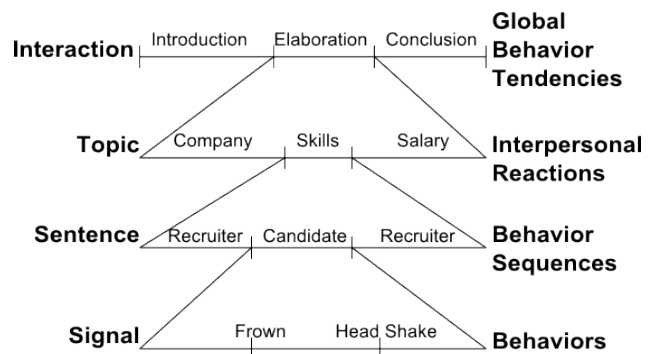 Interaction Introduction Elaboration Conclusion Global
Behavior
Tendencies
Topic Company Skills Salary Interpersonal
Reactions
Sentence Recruiter Candidate Recruiter Behavior
Sequences
Signal Frown Head Shake Behaviors